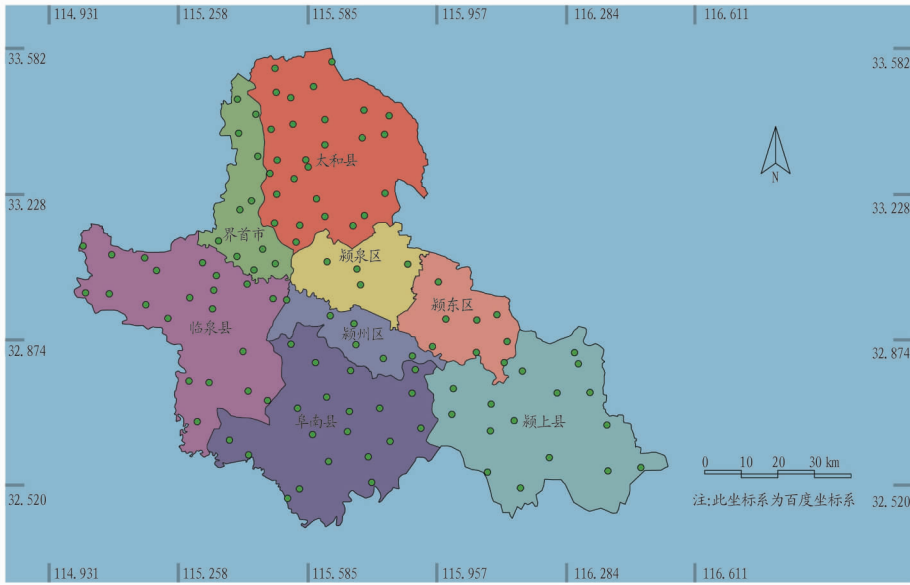 114.931 115.258 115.585 115.957 116.284 116.611
33.582 33.582
太和县
N
33.228 33.228
界首市
颍泉区
颍东区
临泉县
颍州区
32.874 32.874
阜南县
颍上县
0 10 20 30 km
32.520 32.520
注:此坐标系为百度坐标系
114.931 115.258 115.585 115.957 116.284 116.611